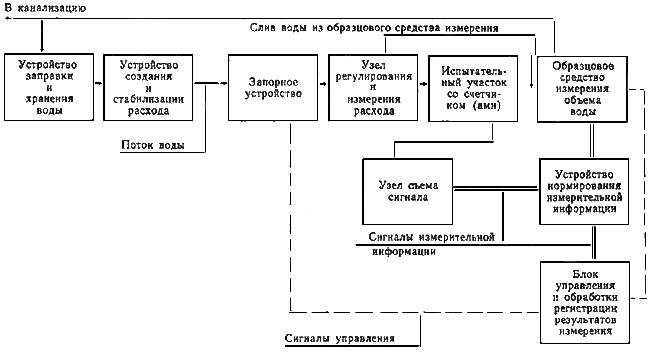 В канализацию
Слив воды из образцового средства измерения
Устройство
заправки
и
хранения
воды
Устройство
создания
и
стабилизации
расхода
Запорное
устройство
Узел
регулирования
и
измерения
расхода
Испытатель-
ный участок
со счетчи-
ком (ами)
Образцовое
средство
измерения
объема
воды
Поток воды
Узел съема
сигнала
Устройство
нормирования
измерительной
информации
Сигналы измерительной
информации
Блок
управления
и обработки
регистрации
результатов
измерения
Сигналы управления